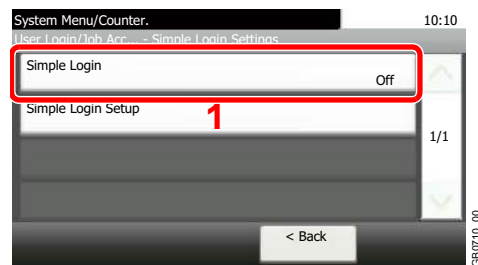 System Menu/Counter.
10:10
User Login/Job Acc... - Simple Login Settings
Simple Login
Off
Simple Login Setup
1
1/1
< Back
GB0710_00